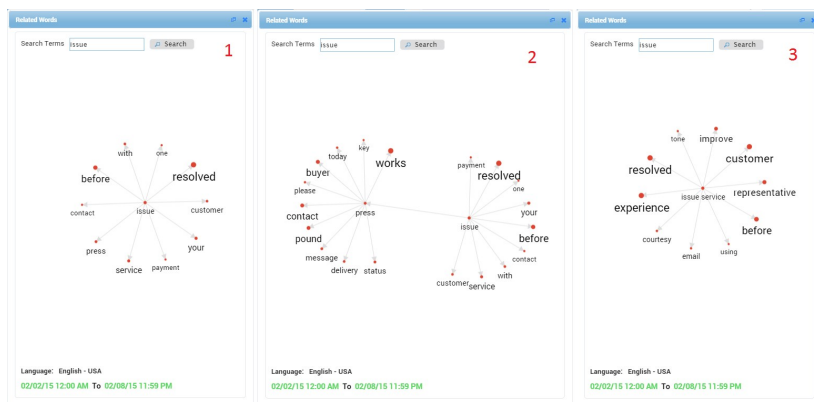 Related Words
Search Terms issue Search
1
with one
before resolved
contact issue customer
press your
service payment
Language: English - USA
02/02/15 12:00 AM To 02/08/15 11:59 PM
Related Words
Search Terms issue Search
2
key
today works
buyer
please
contact press
pound
message
delivery status
payment
resolved
one
your
issue
before
contact
with
customer service
Language: English - USA
02/02/15 12:00 AM To 02/08/15 11:59 PM
Related Words
Search Terms issue Search
3
tone improve
customer
resolved
issue service representative
experience
before
courtesy
email using
Language: English - USA
02/02/15 12:00 AM To 02/08/15 11:59 PM